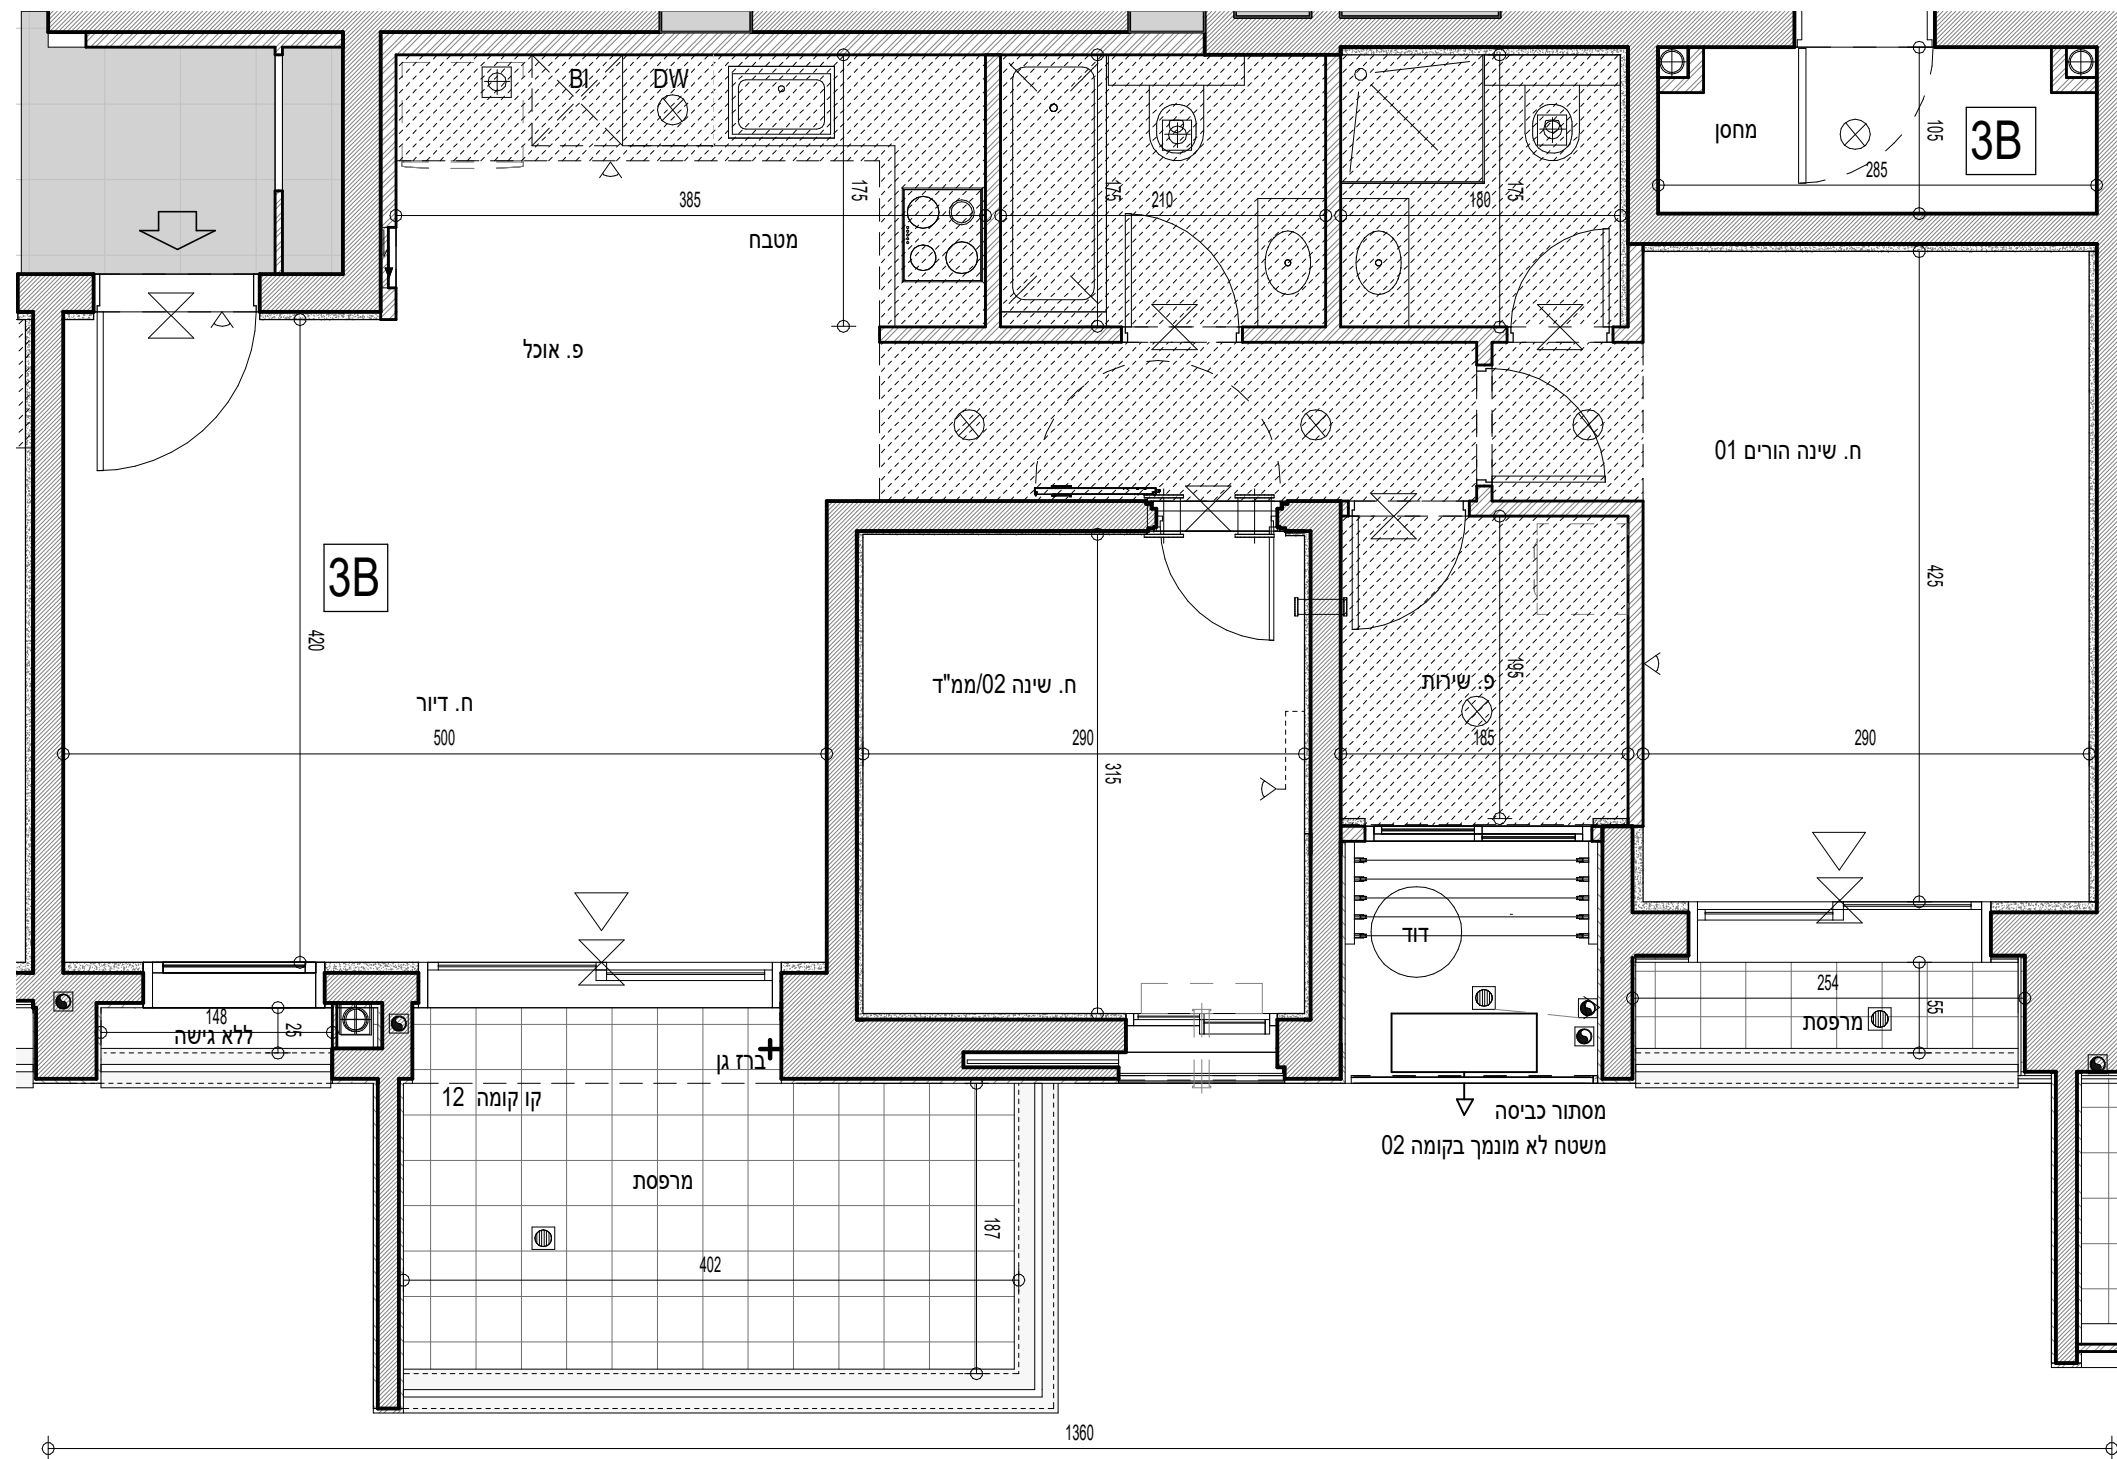 BI
DW
מחסן
3B
105
285
385
175
175
210
180
175
מטבח
פ. אוכל
ח. שינה הורים 01
3B
420
425
ח. שינה 02/ממ"ד
פ. שירות
195
ח. דיור
500
290
315
185
290
דוד
148
25
ללא גישה
254
55
מרפסת
ברז גן
קו קומה 12
מסתור כביסה
משטח לא מונמך בקומה 02
מרפסת
187
402
1360